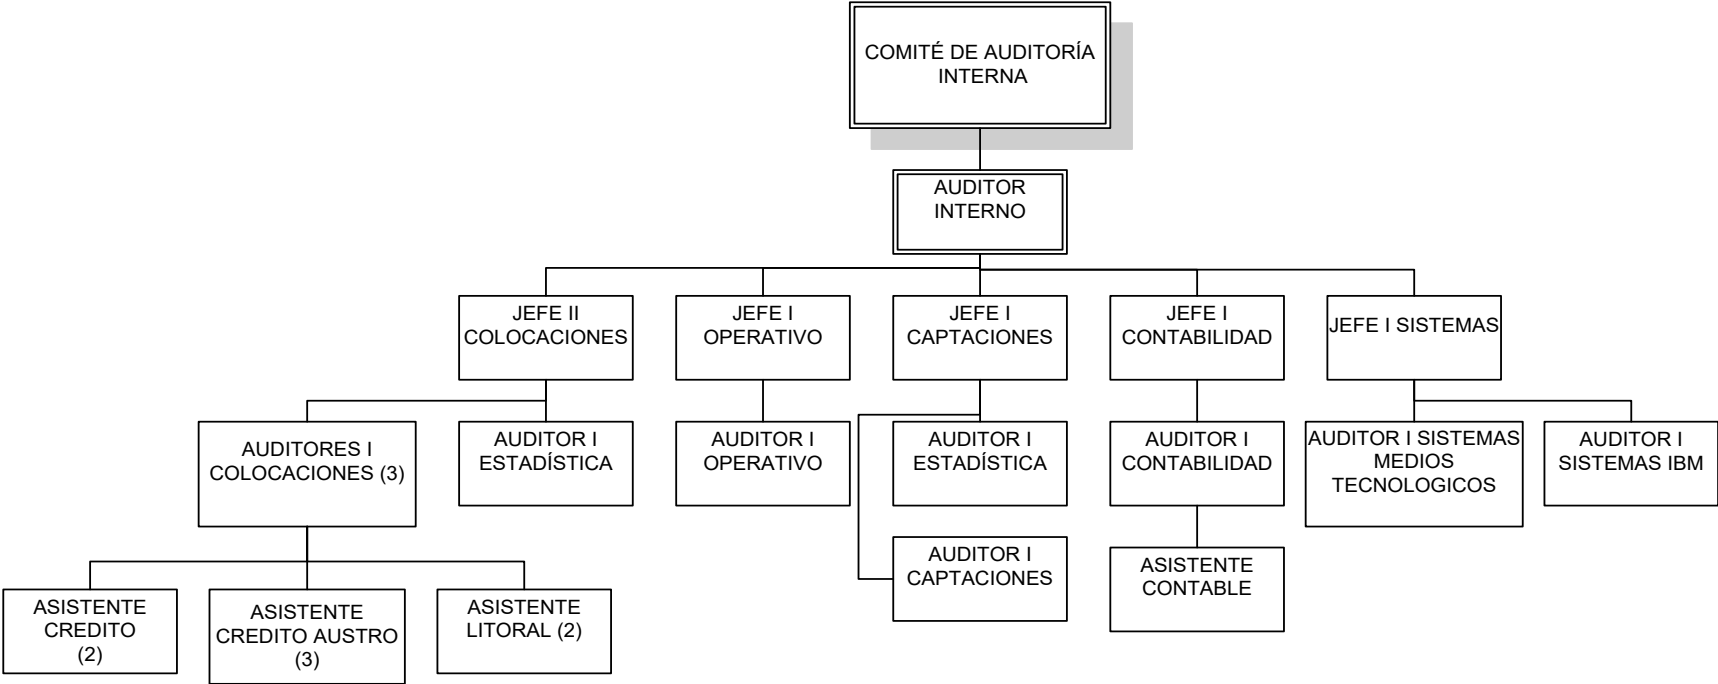 COMITÉ DE AUDITORÍA
INTERNA
AUDITOR
INTERNO
JEFE II
COLOCACIONES
JEFE I
OPERATIVO
JEFE I
CAPTACIONES
JEFE I
CONTABILIDAD
JEFE I SISTEMAS
AUDITORES I
COLOCACIONES (3)
AUDITOR I
ESTADÍSTICA
AUDITOR I
OPERATIVO
AUDITOR I
ESTADÍSTICA
AUDITOR I
CONTABILIDAD
AUDITOR I SISTEMAS
MEDIOS
TECNOLOGICOS
AUDITOR I
SISTEMAS IBM
AUDITOR I
CAPTACIONES
ASISTENTE
CONTABLE
ASISTENTE
CREDITO
(2)
ASISTENTE
CREDITO AUSTRO
(3)
ASISTENTE
LITORAL (2)